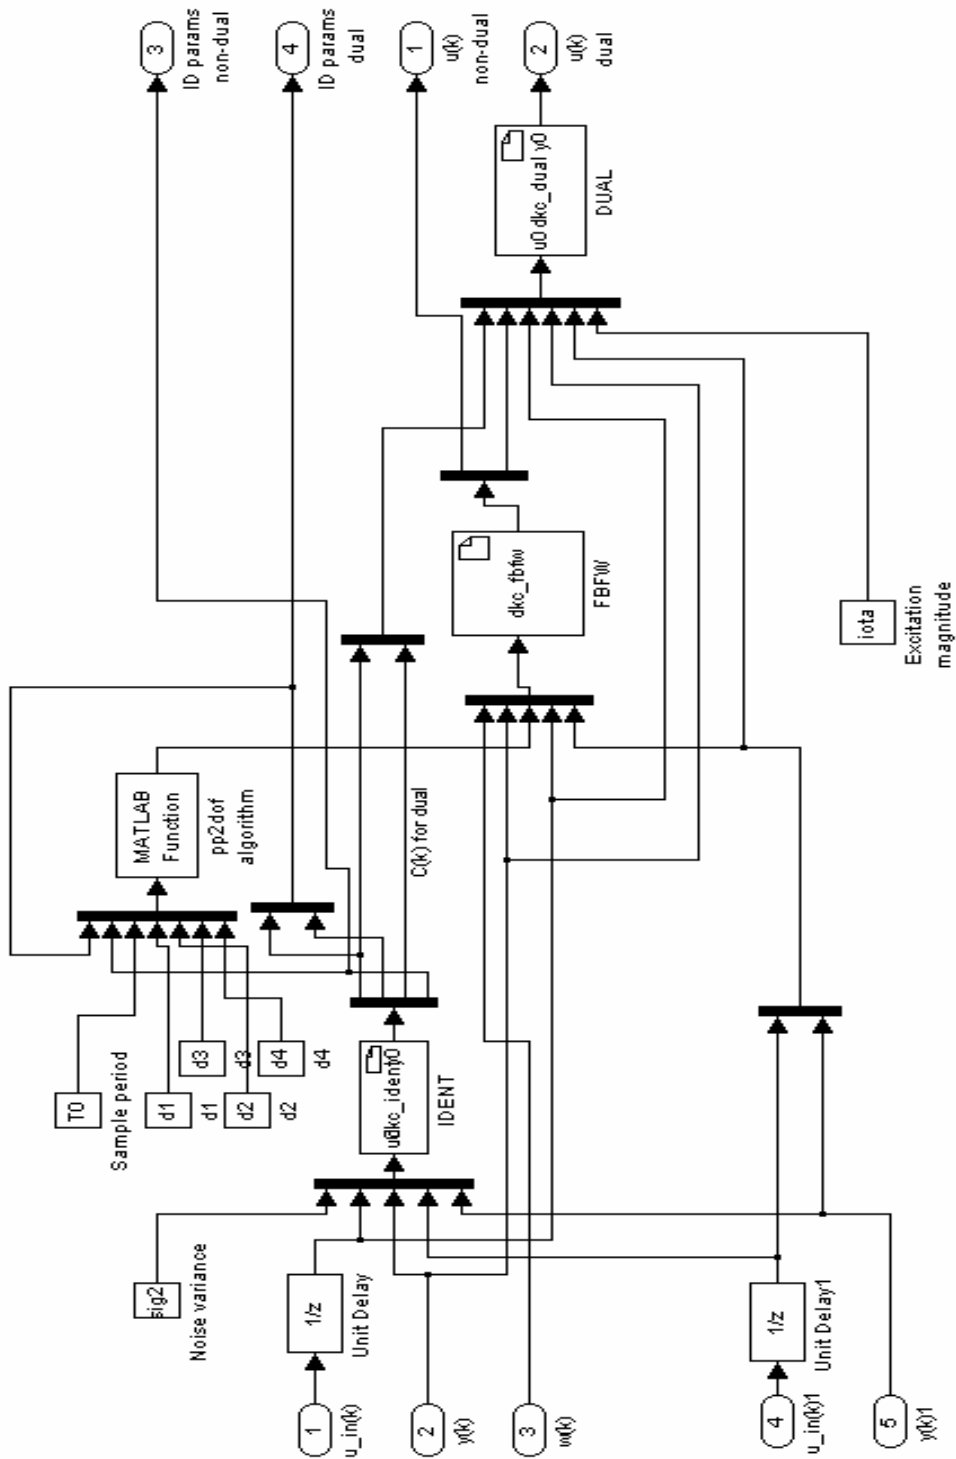 1
u_in(k)
2
y(k)
3
w(k)
4
u_in(k)1
5
y(k)1
sig2
Noise variance
1/z
Unit Delay
1/z
Unit Delay1
T0
Sample period
d1
d1
d2
d2
d3
d3
d4
d4
dkc_ident
y0
IDENT
MATLAB
Function
pp2dof
algorithm
C(k) for dual
dkc_fbfw
FBFW
iota
Excitation
magnitude
u0 dkc_dual y0
DUAL
3
ID params
non-dual
4
ID params
dual
1
u(k)
non-dual
2
u(k)
dual